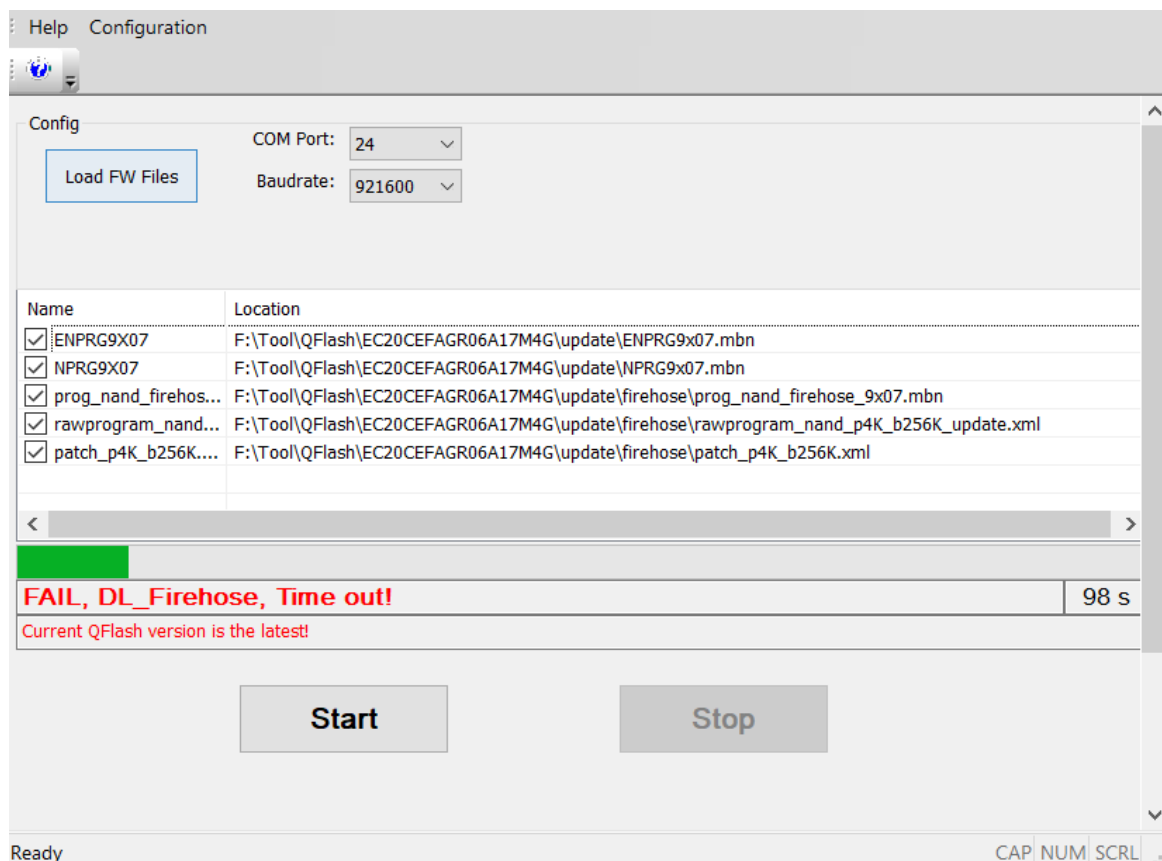 Help Configuration
Config
COM Port: 24
Load FW Files
Baudrate: 921600
Name Location
ENPRG9X07 F:\Tool\QFlash\EC20CEFAGR06A17M4G\update\ENPRG9x07.mbn
NPRG9X07 F:\Tool\QFlash\EC20CEFAGR06A17M4G\update\NPRG9x07.mbn
prog_nand_firehos... F:\Tool\QFlash\EC20CEFAGR06A17M4G\update\firehose\prog_nand_firehose_9x07.mbn
rawprogram_nand... F:\Tool\QFlash\EC20CEFAGR06A17M4G\update\firehose\rawprogram_nand_p4K_b256K_update.xml
patch_p4K_b256K.... F:\Tool\QFlash\EC20CEFAGR06A17M4G\update\firehose\patch_p4K_b256K.xml
FAIL, DL_Firehose, Time out! 98 s
Current QFlash version is the latest!
Start Stop
Ready CAP NUM SCRL